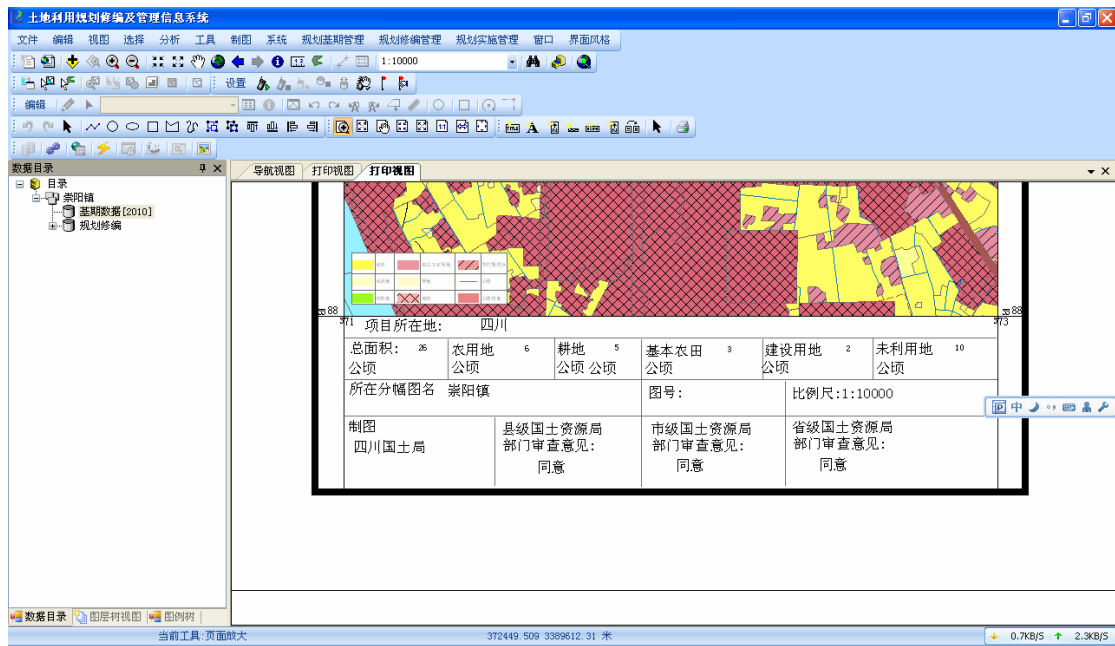 土地利用规划修编及管理信息系统
文件 编辑 视图 选择 分析 工具 制图 系统 规划基期管理 规划修编管理 规划实施管理 窗口 界面风格
1:10000
设置
编辑
数据目录
导航视图 打印视图 打印视图
目录
崇阳镇
基期数据[2010]
规划修编
88 88
371 373
项目所在地: 四川
总面积: 26 公顷
农用地 6 公顷
耕地 5 公顷 公顷
基本农田 3 公顷
建设用地 2 公顷
未利用地 10 公顷
所在分幅图名 崇阳镇
图号:
比例尺:1:10000
制图
四川国土局
县级国土资源局
部门审查意见:
同意
市级国土资源局
部门审查意见:
同意
省级国土资源局
部门审查意见:
同意
中
数据目录 图层树视图 图例树
当前工具:页面放大
372449.509 3389612.31 米
0.7KB/S 2.3KB/S